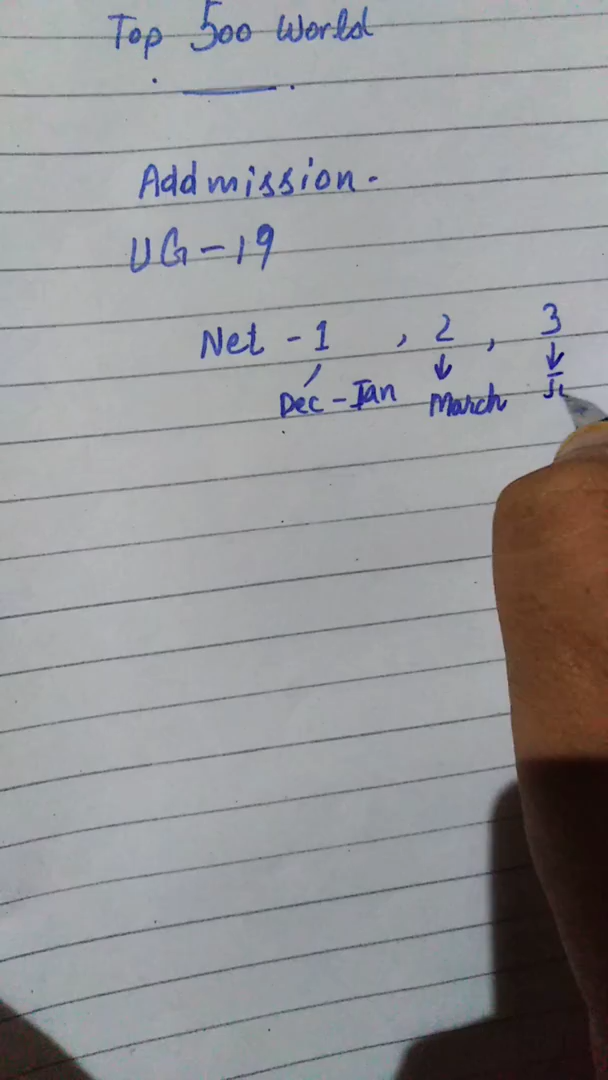 Top 500 World
Addmission.
UG-19
Net - 1 , 2 , 3
Dec - Jan March